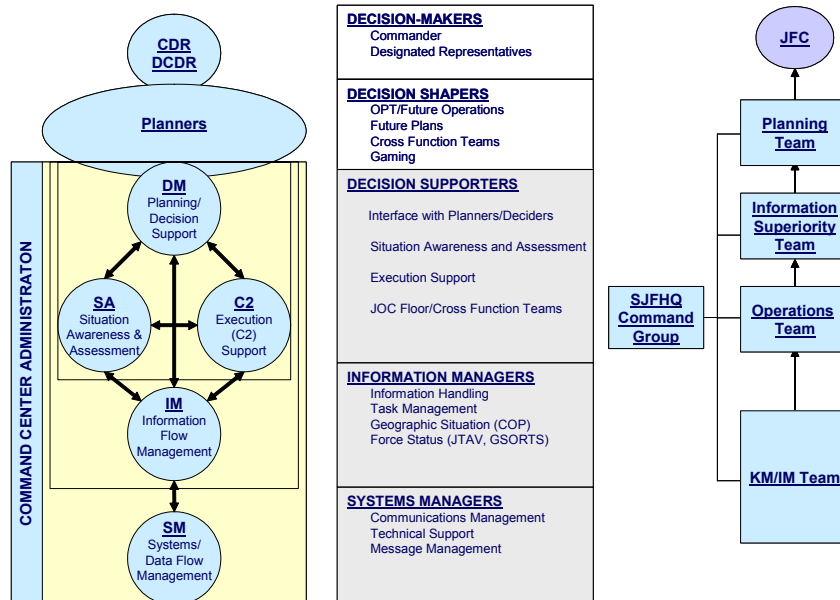 CDR
DCDR
Planners
COMMAND CENTER ADMINISTRATON
DM
Planning/
Decision
Support
SA
Situation
Awareness &
Assessment
C2
Execution
(C2)
Support
IM
Information
Flow
Management
SM
Systems/
Data Flow
Management
DECISION-MAKERS
Commander
Designated Representatives
DECISION SHAPERS
OPT/Future Operations
Future Plans
Cross Function Teams
Gaming
DECISION SUPPORTERS
Interface with Planners/Deciders
Situation Awareness and Assessment
Execution Support
JOC Floor/Cross Function Teams
INFORMATION MANAGERS
Information Handling
Task Management
Geographic Situation (COP)
Force Status (JTAV, GSORTS)
SYSTEMS MANAGERS
Communications Management
Technical Support
Message Management
JFC
Planning
Team
Information
Superiority
Team
SJFHQ
Command
Group
Operations
Team
KM/IM Team